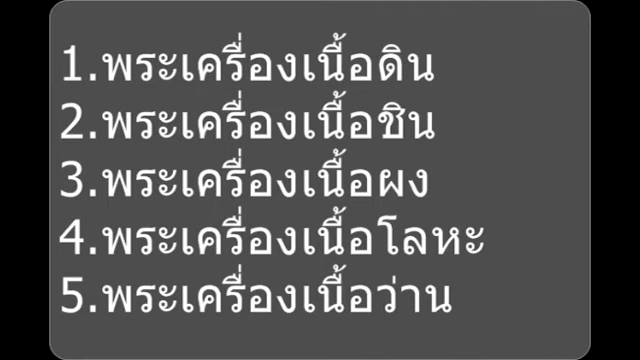 1.พระเครื่องเนื้อดิน
2.พระเครื่องเนื้อชิน
3.พระเครื่องเนื้อผง
4.พระเครื่องเนื้อโลหะ
5.พระเครื่องเนื้อว่าน